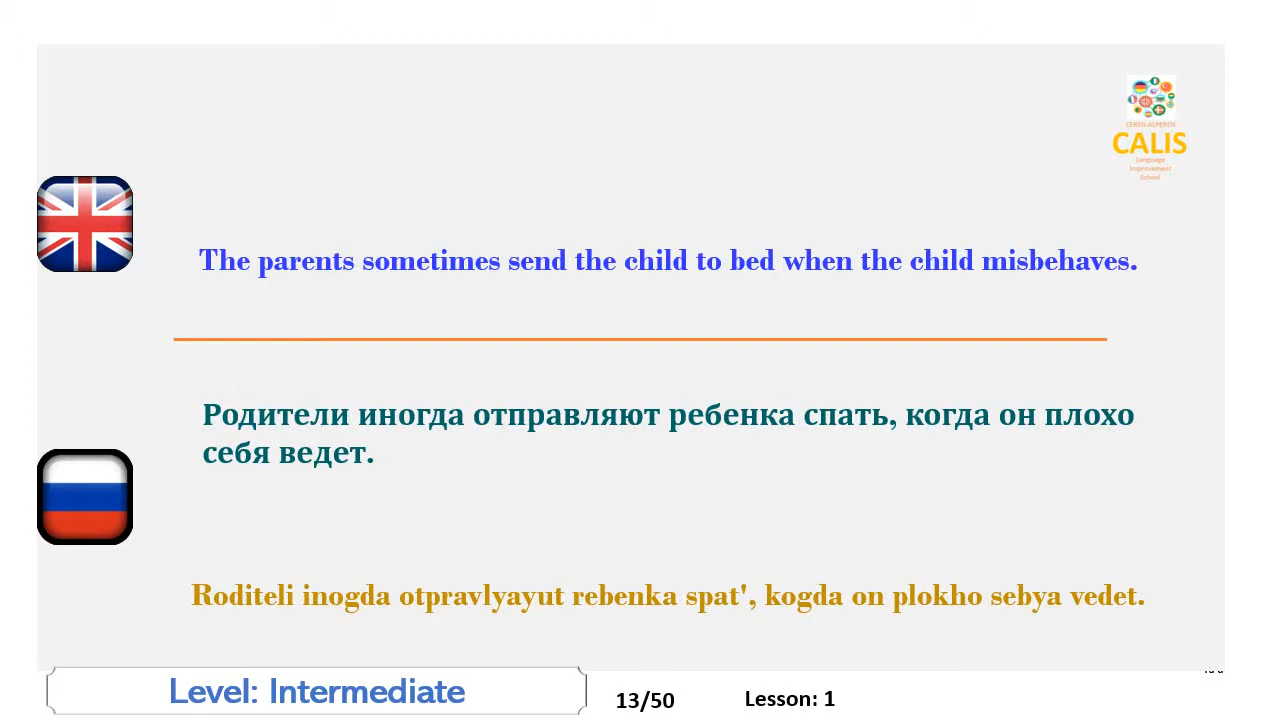 CEREN-ALPEREN
CALIS
Language
Improvement
School
The parents sometimes send the child to bed when the child misbehaves.
Родители иногда отправляют ребенка спать, когда он плохо
себя ведет.
Roditeli inogda otpravlyayut rebenka spat', kogda on plokho sebya vedet.
Level: Intermediate
13/50
Lesson: 1